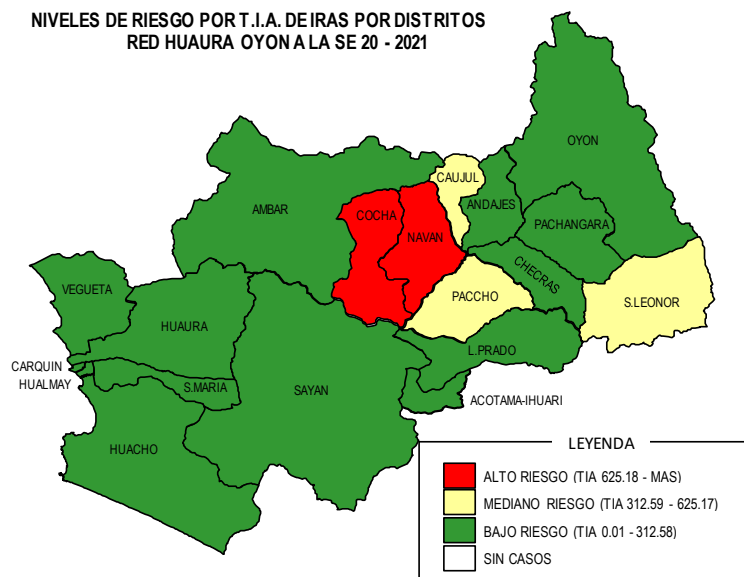 NIVELES DE RIESGO POR T.I.A. DE IRAS POR DISTRITOS
RED HUAURA OYON A LA SE 20 - 2021
OYON
CAUJUL
AMBAR
COCHA
ANDAJES
NAVAN
PACHANGARA
CHECRAS
VEGUETA
PACCHO
S.LEONOR
HUAURA
L.PRADO
CARQUIN
HUALMAY
S.MARIA
SAYAN
ACOTAMA-IHUARI
HUACHO
LEYENDA
ALTO RIESGO (TIA 625.18 - MAS)
MEDIANO RIESGO (TIA 312.59 - 625.17)
BAJO RIESGO (TIA 0.01 - 312.58)
SIN CASOS